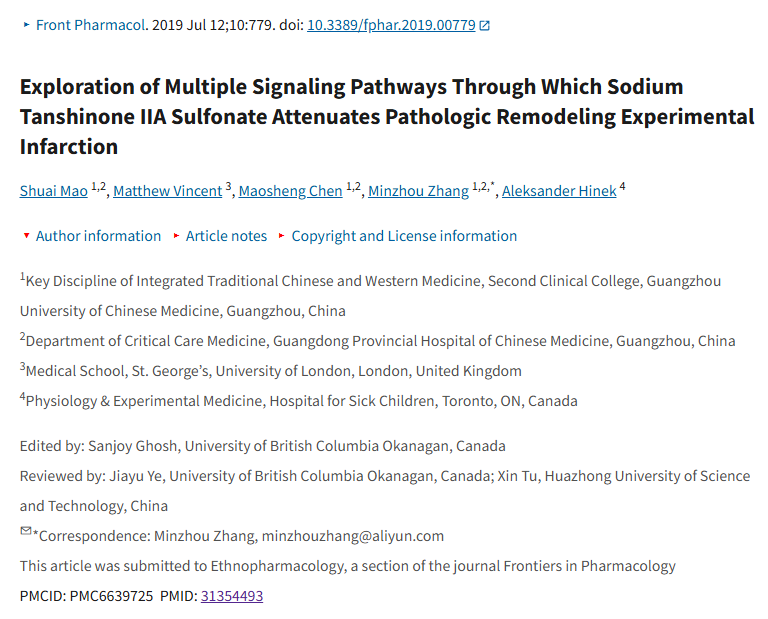 Front Pharmacol. 2019 Jul 12;10:779. doi: 10.3389/fphar.2019.00779
Exploration of Multiple Signaling Pathways Through Which Sodium
Tanshinone IIA Sulfonate Attenuates Pathologic Remodeling Experimental
Infarction
Shuai Mao 1,2, Matthew Vincent 3, Maosheng Chen 1,2, Minzhou Zhang 1,2,*, Aleksander Hinek 4
Author information Article notes Copyright and License information
1Key Discipline of Integrated Traditional Chinese and Western Medicine, Second Clinical College, Guangzhou
University of Chinese Medicine, Guangzhou, China
2Department of Critical Care Medicine, Guangdong Provincial Hospital of Chinese Medicine, Guangzhou, China
3Medical School, St. George’s, University of London, London, United Kingdom
4Physiology & Experimental Medicine, Hospital for Sick Children, Toronto, ON, Canada
Edited by: Sanjoy Ghosh, University of British Columbia Okanagan, Canada
Reviewed by: Jiayu Ye, University of British Columbia Okanagan, Canada; Xin Tu, Huazhong University of Science
and Technology, China
*Correspondence: Minzhou Zhang, minzhouzhang@aliyun.com
This article was submitted to Ethnopharmacology, a section of the journal Frontiers in Pharmacology
PMCID: PMC6639725 PMID: 31354493